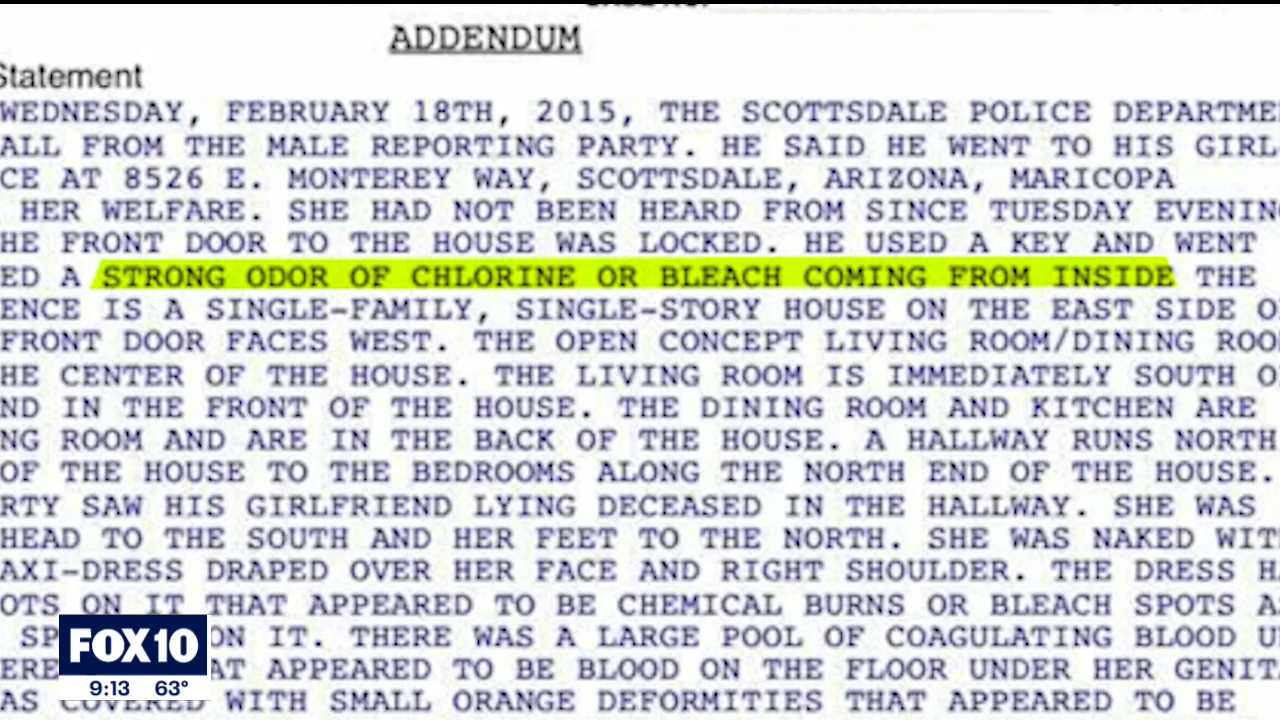 ADDENDUM
Statement
WEDNESDAY, FEBRUARY 18TH, 2015, THE SCOTTSDALE POLICE DEPARTME
ALL FROM THE MALE REPORTING PARTY. HE SAID HE WENT TO HIS GIRL
CE AT 8526 E. MONTEREY WAY, SCOTTSDALE, ARIZONA, MARICOPA
HER WELFARE. SHE HAD NOT BEEN HEARD FROM SINCE TUESDAY EVENIN
HE FRONT DOOR TO THE HOUSE WAS LOCKED. HE USED A KEY AND WENT
ED A STRONG ODOR OF CHLORINE OR BLEACH COMING FROM INSIDE THE
ENCE IS A SINGLE-FAMILY, SINGLE-STORY HOUSE ON THE EAST SIDE O
FRONT DOOR FACES WEST. THE OPEN CONCEPT LIVING ROOM/DINING ROO
HE CENTER OF THE HOUSE. THE LIVING ROOM IS IMMEDIATELY SOUTH O
ND IN THE FRONT OF THE HOUSE. THE DINING ROOM AND KITCHEN ARE
NG ROOM AND ARE IN THE BACK OF THE HOUSE. A HALLWAY RUNS NORTH
OF THE HOUSE TO THE BEDROOMS ALONG THE NORTH END OF THE HOUSE.
RTY SAW HIS GIRLFRIEND LYING DECEASED IN THE HALLWAY. SHE WAS
HEAD TO THE SOUTH AND HER FEET TO THE NORTH. SHE WAS NAKED WIT
AXI-DRESS DRAPED OVER HER FACE AND RIGHT SHOULDER. THE DRESS H
OTS ON IT THAT APPEARED TO BE CHEMICAL BURNS OR BLEACH SPOTS A
SP ON IT. THERE WAS A LARGE POOL OF COAGULATING BLOOD U
ERE AT APPEARED TO BE BLOOD ON THE FLOOR UNDER HER GENIT
AS COVERED WITH SMALL ORANGE DEFORMITIES THAT APPEARED TO BE
FOX10
9:13 63°